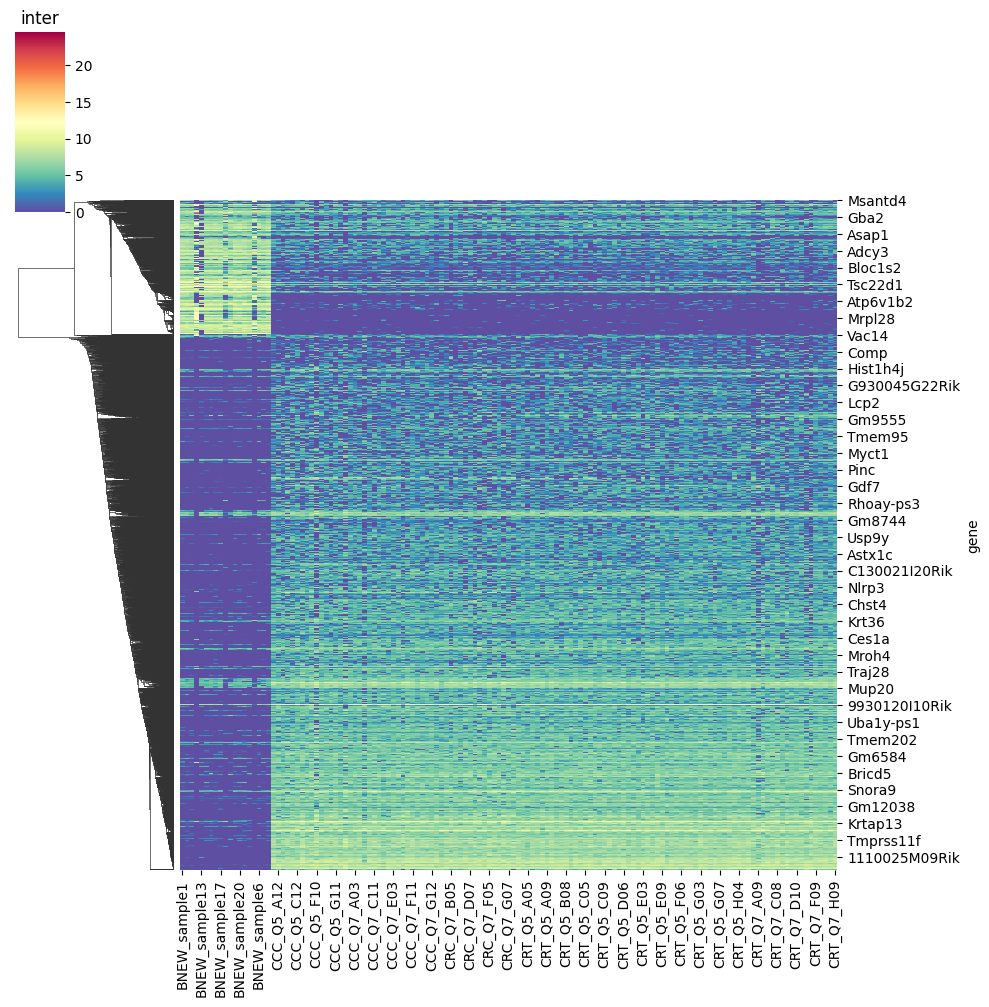 inter
20
15
10
5
0
Msantd4
Gba2
Asap1
Adcy3
Bloc1s2
Tsc22d1
Atp6v1b2
Mrpl28
Vac14
Comp
Hist1h4j
G930045G22Rik
Lcp2
Gm9555
Tmem95
Myct1
Pinc
Gdf7
Rhoay-ps3
Gm8744
Usp9y
Astx1c
C130021I20Rik
Nlrp3
Chst4
Krt36
Ces1a
Mroh4
Traj28
Mup20
9930120I10Rik
Uba1y-ps1
Tmem202
Gm6584
Bricd5
Snora9
Gm12038
Krtap13
Tmprss11f
1110025M09Rik
gene
BNEW_sample1
BNEW_sample13
BNEW_sample17
BNEW_sample20
BNEW_sample6
CCC_Q5_A12
CCC_Q5_C12
CCC_Q5_F10
CCC_Q5_G11
CCC_Q7_A03
CCC_Q7_C11
CCC_Q7_E03
CCC_Q7_F11
CCC_Q7_G12
CRC_Q7_B05
CRC_Q7_D07
CRC_Q7_F05
CRC_Q7_G07
CRT_Q5_A05
CRT_Q5_A09
CRT_Q5_B08
CRT_Q5_C05
CRT_Q5_C09
CRT_Q5_D06
CRT_Q5_E03
CRT_Q5_E09
CRT_Q5_F06
CRT_Q5_G03
CRT_Q5_G07
CRT_Q5_H04
CRT_Q7_A09
CRT_Q7_C08
CRT_Q7_D10
CRT_Q7_F09
CRT_Q7_H09